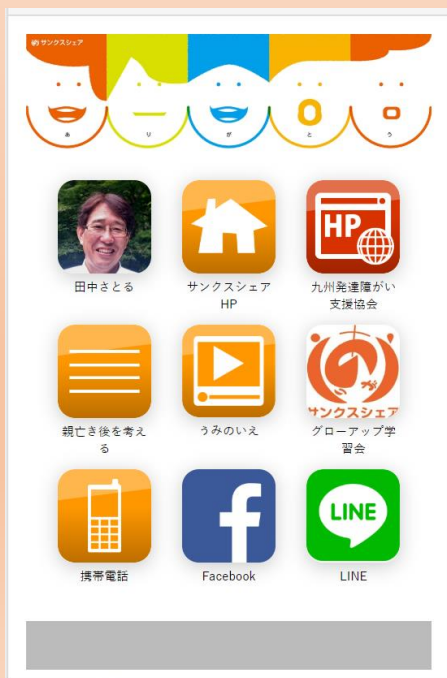 サンクスシェア
あ り が と う
田中さとる
サンクスシェア
HP
HP
九州発達障がい
支援協会
親亡き後を考え
る
うみのいえ
サンクスシェア
グローアップ学
習会
携帯電話
Facebook
LINE
LINE